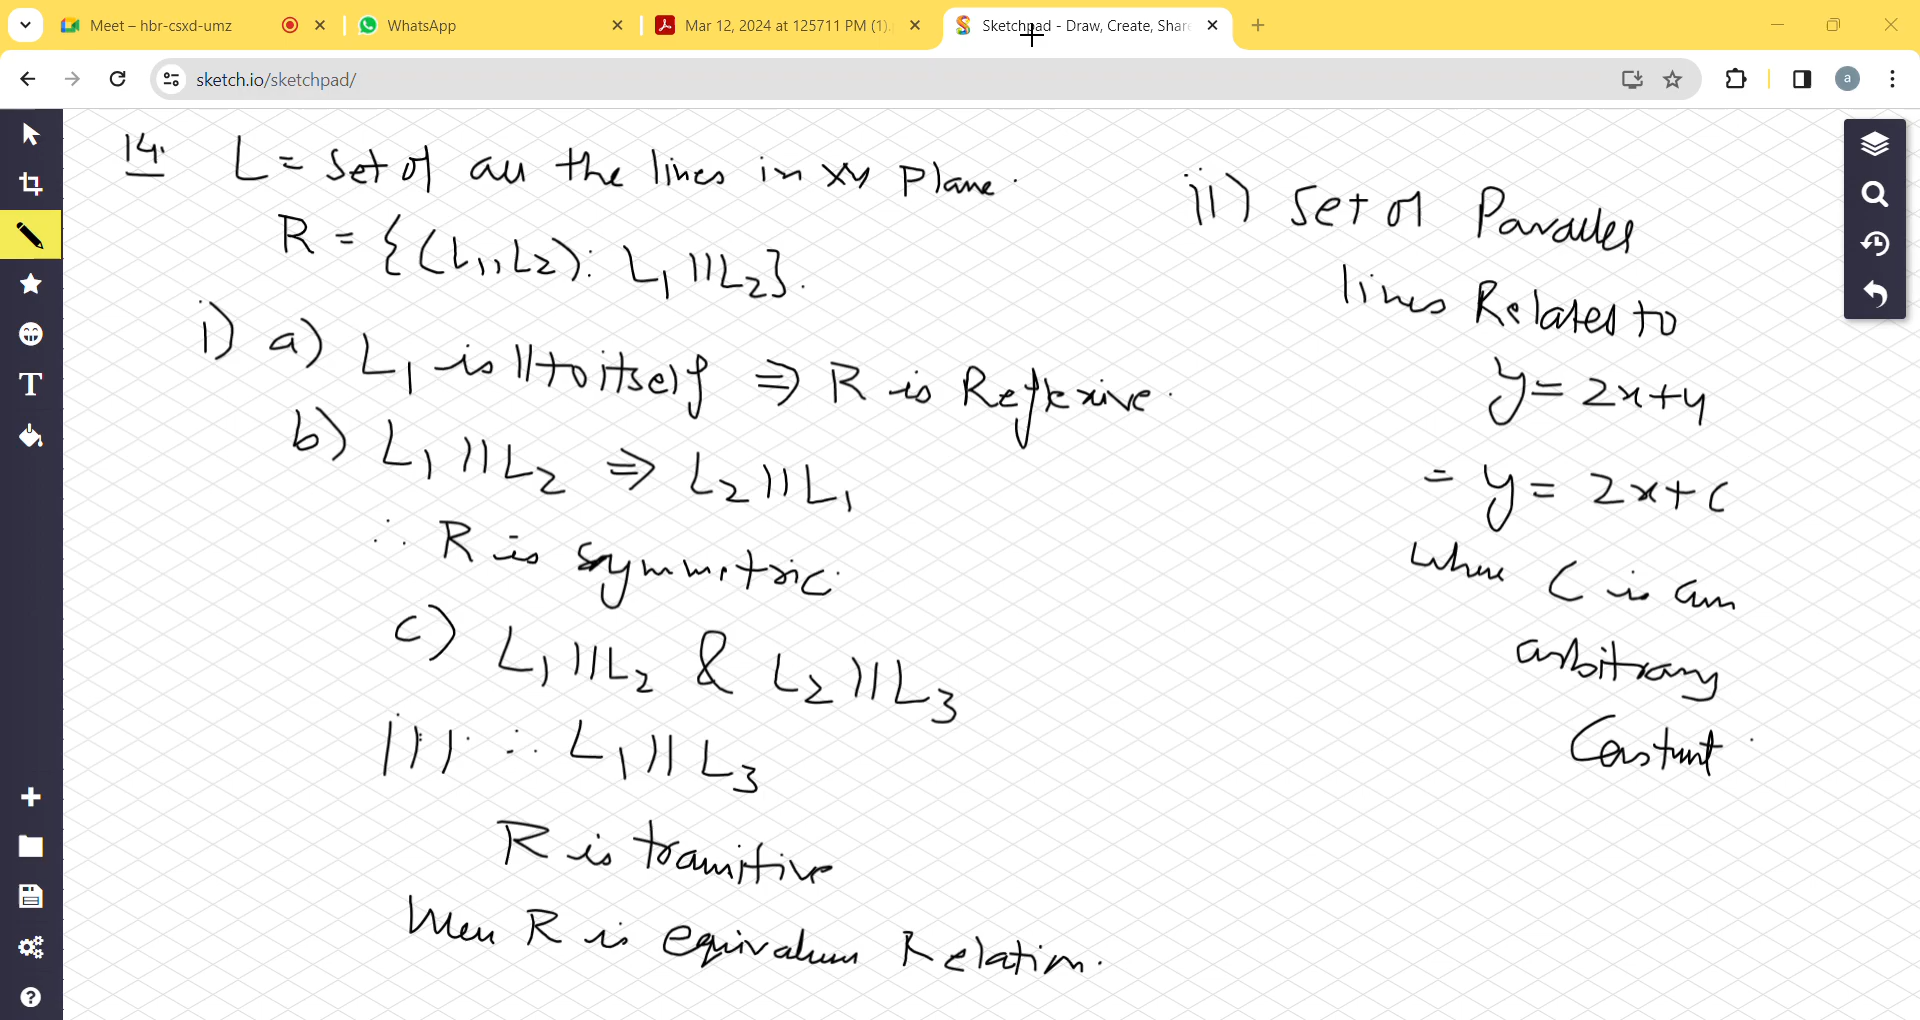 Meet – hbr-csxd-umz
WhatsApp
Mar 12, 2024 at 125711 PM (1).
Sketchpad - Draw, Create, Share
sketch.io/sketchpad/
a
T
14. L = Set of all the lines in xy plane.
R = {(L1, L2): L1 || L2}.
i) a) L1 is || to itself ⇒ R is Reflexive.
b) L1 || L2 ⇒ L2 || L1
∴ R is symmetric.
c) L1 || L2 & L2 || L3
||| ∴ L1 || L3
R is transitive
Hence R is equivalence Relation.
ii) Set of Parallel
lines Related to
y = 2x+4
= y = 2x+c
where C is an
arbitrary
Constant.